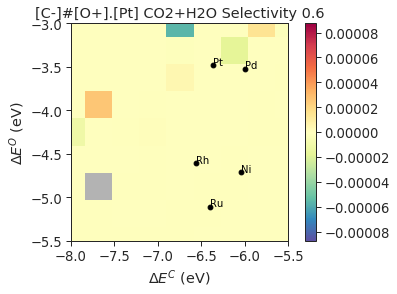 [C-]#[O+].[Pt] CO2+H2O Selectivity 0.6
−3.0
−3.5
−4.0
−4.5
−5.0
−5.5
ΔE^O (eV)
Pt
Pd
Rh
Ni
Ru
−8.0 −7.5 −7.0 −6.5 −6.0 −5.5
ΔE^C (eV)
0.00008
0.00006
0.00004
0.00002
0.00000
−0.00002
−0.00004
−0.00006
−0.00008